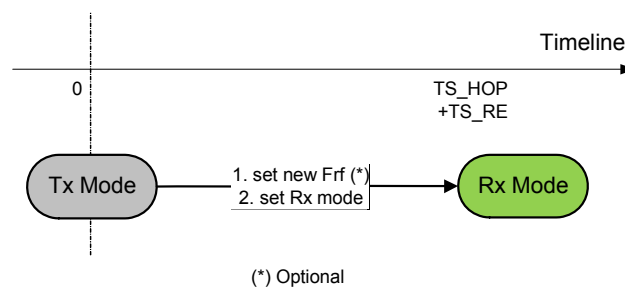 Timeline
0
TS_HOP
+TS_RE
Tx Mode
1. set new Frf (*)
2. set Rx mode
Rx Mode
(*) Optional